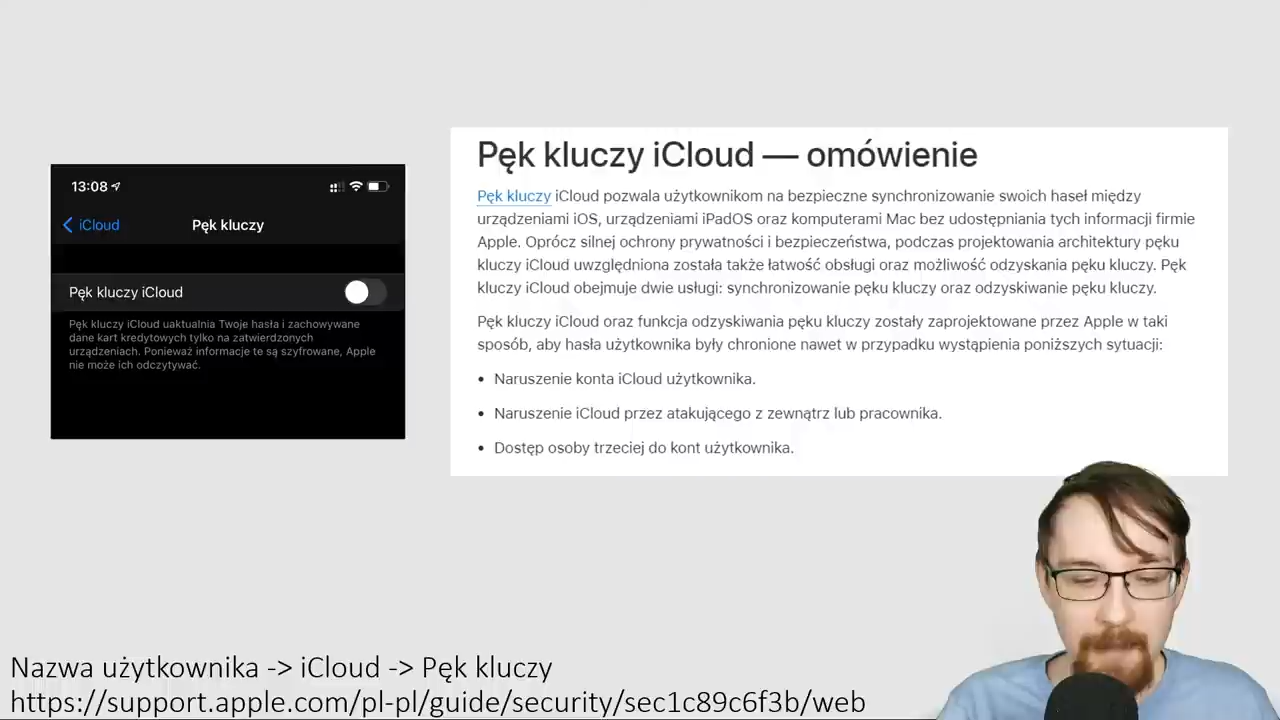 13:08
iCloud
Pęk kluczy
Pęk kluczy iCloud
Pęk kluczy iCloud uaktualnia Twoje hasła i zachowywane
dane kart kredytowych tylko na zatwierdzonych
urządzeniach. Ponieważ informacje te są szyfrowane, Apple
nie może ich odczytywać.
Pęk kluczy iCloud — omówienie
Pęk kluczy iCloud pozwala użytkownikom na bezpieczne synchronizowanie swoich haseł między
urządzeniami iOS, urządzeniami iPadOS oraz komputerami Mac bez udostępniania tych informacji firmie
Apple. Oprócz silnej ochrony prywatności i bezpieczeństwa, podczas projektowania architektury pęku
kluczy iCloud uwzględniona została także łatwość obsługi oraz możliwość odzyskania pęku kluczy. Pęk
kluczy iCloud obejmuje dwie usługi: synchronizowanie pęku kluczy oraz odzyskiwanie pęku kluczy.
Pęk kluczy iCloud oraz funkcja odzyskiwania pęku kluczy zostały zaprojektowane przez Apple w taki
sposób, aby hasła użytkownika były chronione nawet w przypadku wystąpienia poniższych sytuacji:
• Naruszenie konta iCloud użytkownika.
• Naruszenie iCloud przez atakującego z zewnątrz lub pracownika.
• Dostęp osoby trzeciej do kont użytkownika.
Nazwa użytkownika -> iCloud -> Pęk kluczy
https://support.apple.com/pl-pl/guide/security/sec1c89c6f3b/web